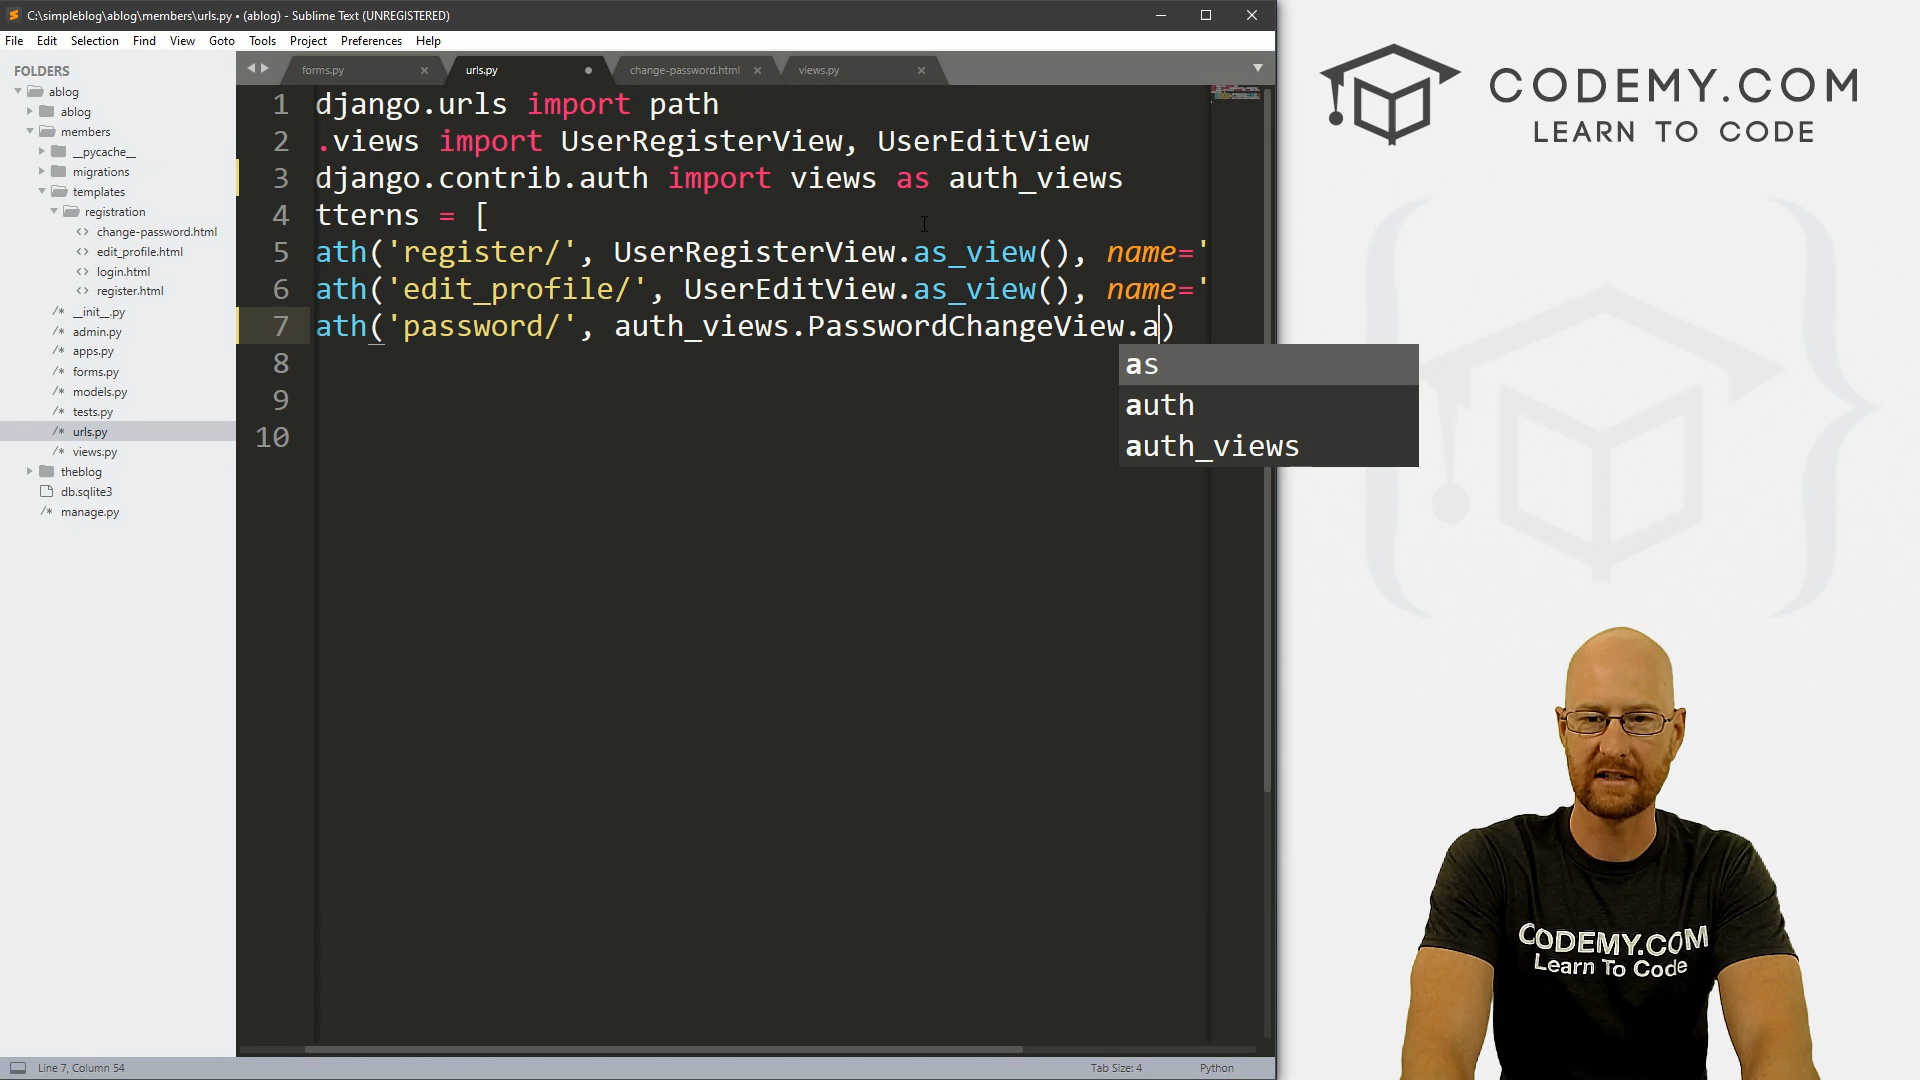 C:\simpleblog\ablog\members\urls.py • (ablog) - Sublime Text (UNREGISTERED)
File Edit Selection Find View Goto Tools Project Preferences Help
FOLDERS
ablog
ablog
members
__pycache__
migrations
templates
registration
change-password.html
edit_profile.html
login.html
register.html
__init__.py
admin.py
apps.py
forms.py
models.py
tests.py
urls.py
views.py
theblog
db.sqlite3
manage.py
forms.py urls.py change-password.html views.py
1 django.urls import path
2 .views import UserRegisterView, UserEditView
3 django.contrib.auth import views as auth_views
4 tterns = [
5 ath('register/', UserRegisterView.as_view(), name='
6 ath('edit_profile/', UserEditView.as_view(), name='
7 ath('password/', auth_views.PasswordChangeView.a)
8
9
10
as
auth
auth_views
Line 7, Column 54 Tab Size: 4 Python
CODEMY.COM
LEARN TO CODE
CODEMY.COM
Learn To Code